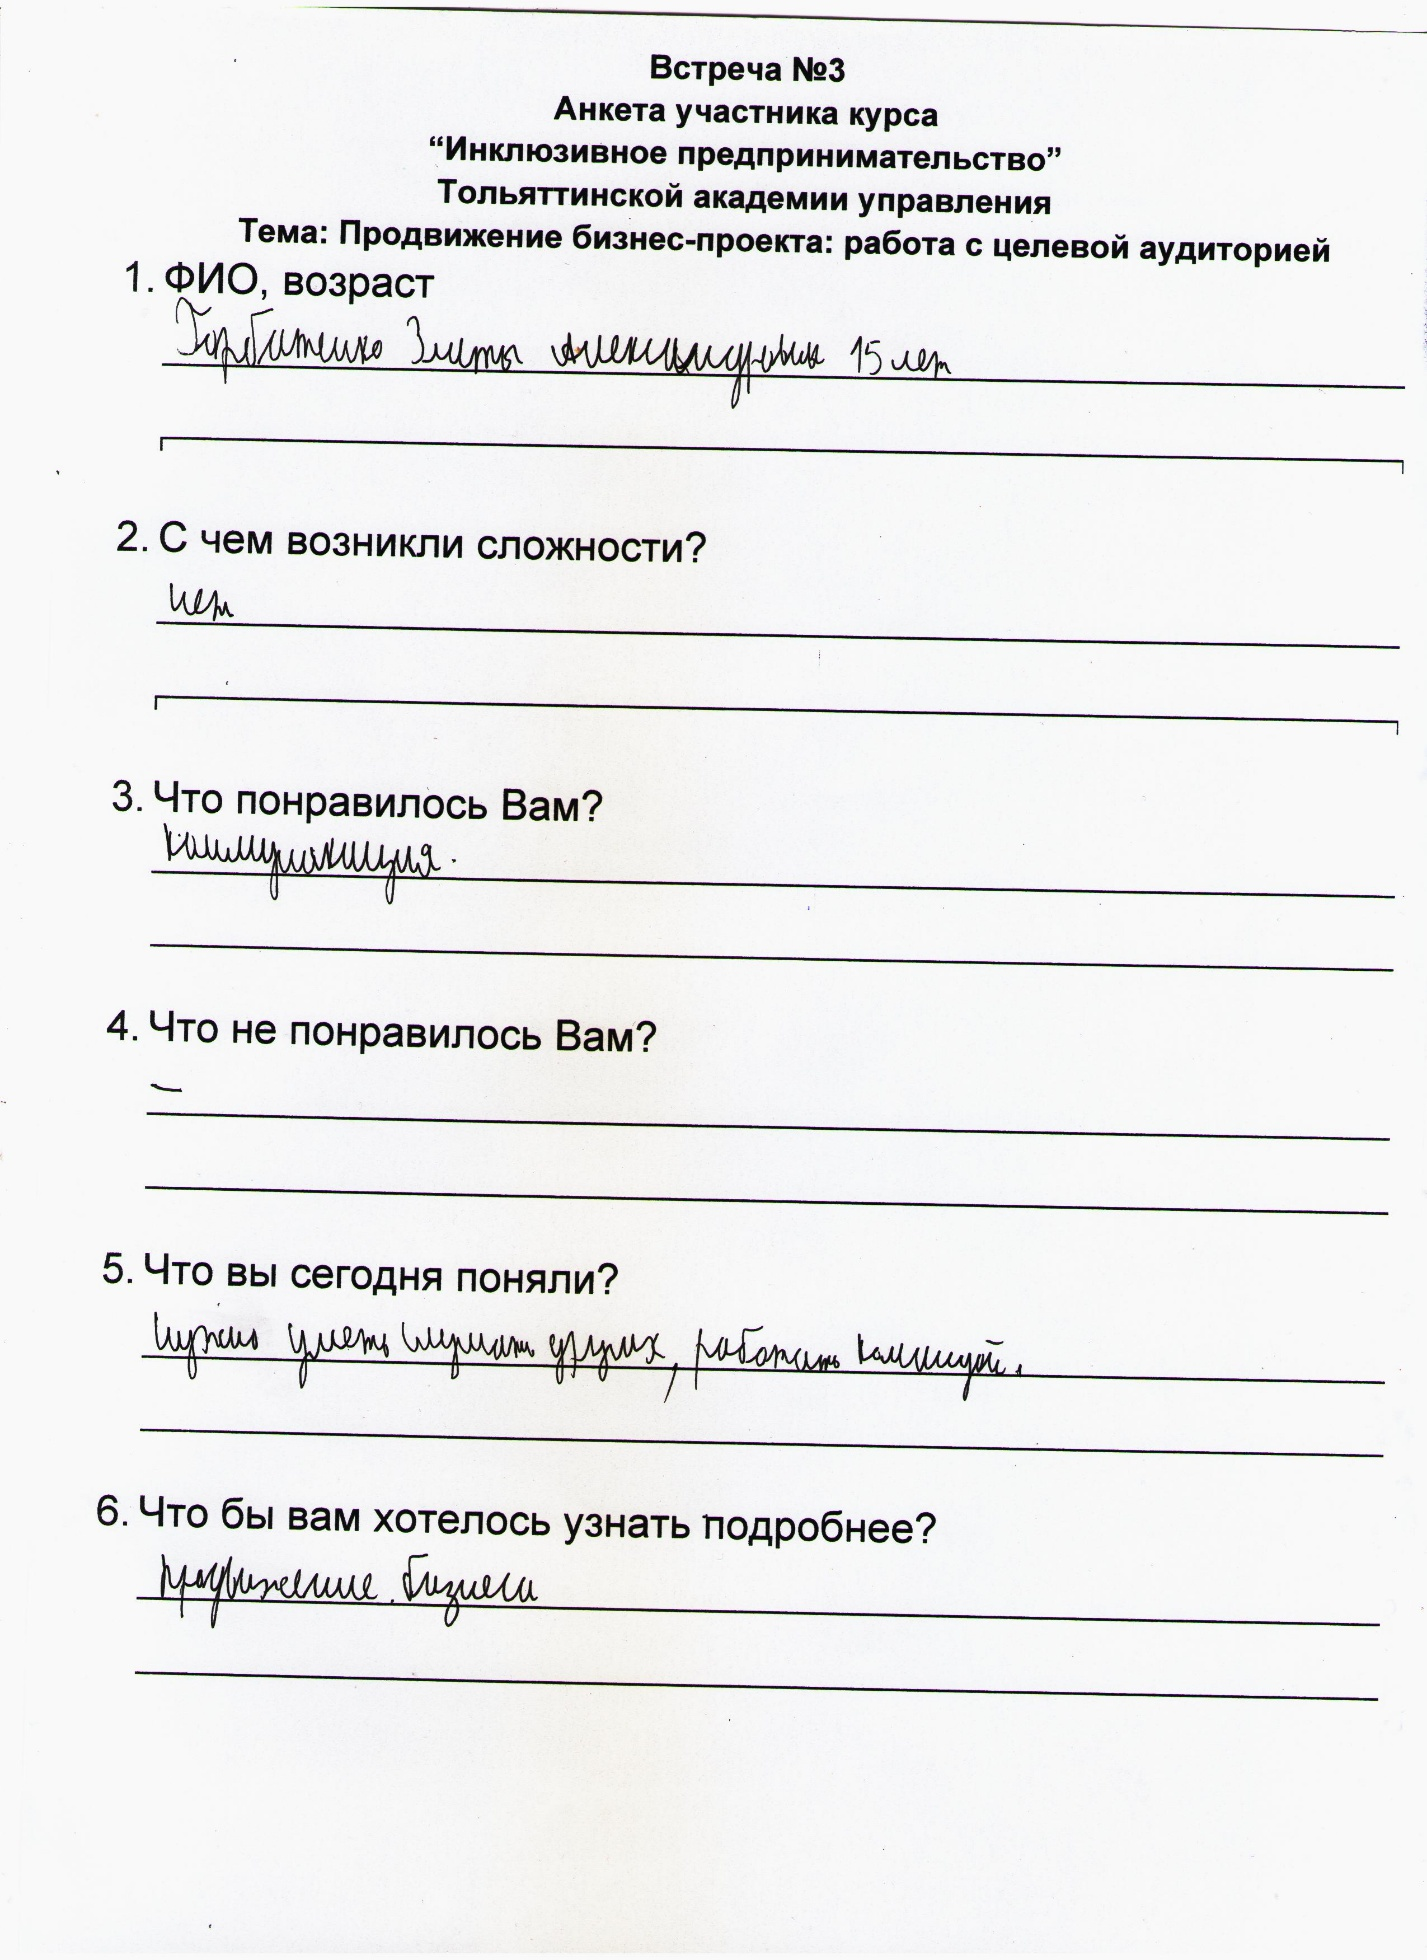 Встреча №3
Анкета участника курса
“Инклюзивное предпринимательство”
Тольяттинской академии управления
Тема: Продвижение бизнес-проекта: работа с целевой аудиторией
1. ФИО, возраст
Горбатенко Злата Александровна 15 лет
2. С чем возникли сложности?
нет
3. Что понравилось Вам?
коммуникация.
4. Что не понравилось Вам?
—
5. Что вы сегодня поняли?
нужно уметь слушать других, работать командой.
6. Что бы вам хотелось узнать подробнее?
продвижение бизнеса